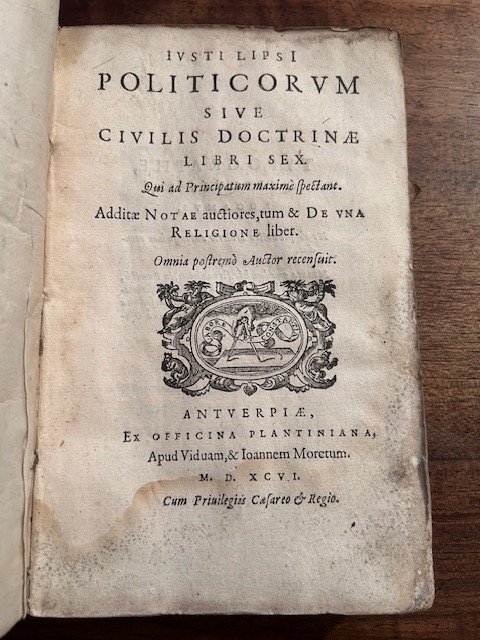 IVSTI LIPSI
POLITICORVM
SIVE
CIVILIS DOCTRINÆ
LIBRI SEX.
Qui ad Principatum maximè ſpectant.
Additæ NOTAE auctiores, tum & DE VNA
RELIGIONE liber.
Omnia poſtremò Auctor recenſuit.
ANTVERPIÆ,
EX OFFICINA PLANTINIANA,
Apud Viduam, & Ioannem Moretum.
M. D. XCVI.
Cum Priuilegiis Cæſareo & Regio.